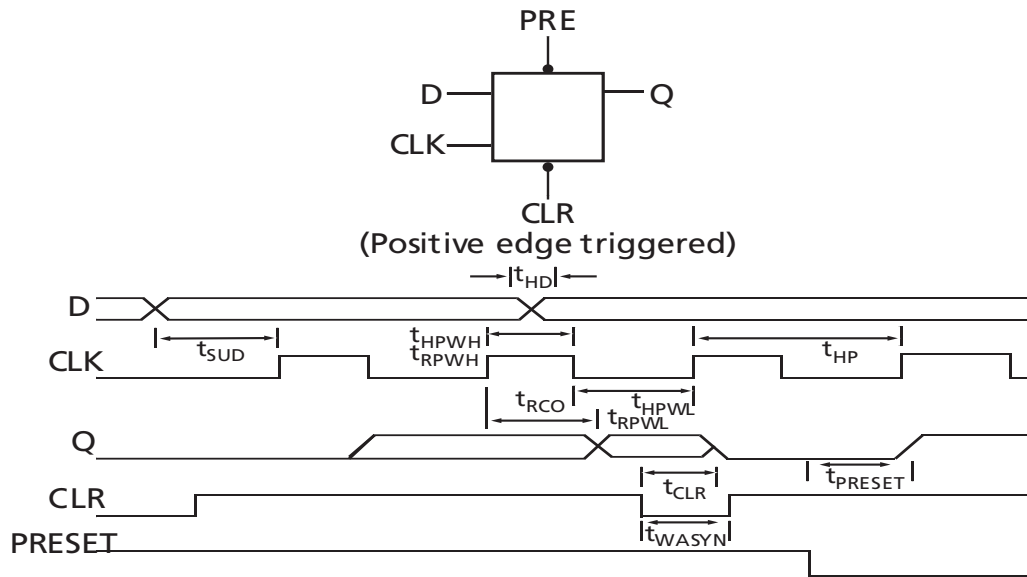 PRE
D
Q
CLK
CLR
(Positive edge triggered)
tHD
D
tSUD
tHPWH
tRPWH
tHP
CLK
tRCO
tHPWL
tRPWL
Q
tPRESET
tCLR
CLR
tWASYN
PRESET